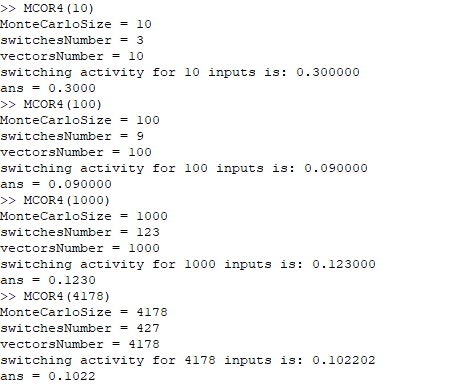 >> MCOR4(10)
MonteCarloSize = 10
switchesNumber = 3
vectorsNumber = 10
switching activity for 10 inputs is: 0.300000
ans = 0.3000
>> MCOR4(100)
MonteCarloSize = 100
switchesNumber = 9
vectorsNumber = 100
switching activity for 100 inputs is: 0.090000
ans = 0.090000
>> MCOR4(1000)
MonteCarloSize = 1000
switchesNumber = 123
vectorsNumber = 1000
switching activity for 1000 inputs is: 0.123000
ans = 0.1230
>> MCOR4(4178)
MonteCarloSize = 4178
switchesNumber = 427
vectorsNumber = 4178
switching activity for 4178 inputs is: 0.102202
ans = 0.1022